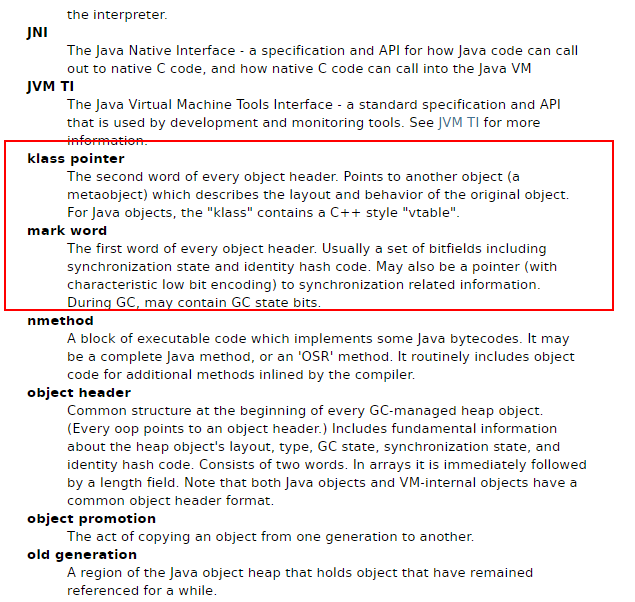 the interpreter.
JNI
The Java Native Interface - a specification and API for how Java code can call
out to native C code, and how native C code can call into the Java VM
JVM TI
The Java Virtual Machine Tools Interface - a standard specification and API
that is used by development and monitoring tools. See JVM TI for more
information.
klass pointer
The second word of every object header. Points to another object (a
metaobject) which describes the layout and behavior of the original object.
For Java objects, the "klass" contains a C++ style "vtable".
mark word
The first word of every object header. Usually a set of bitfields including
synchronization state and identity hash code. May also be a pointer (with
characteristic low bit encoding) to synchronization related information.
During GC, may contain GC state bits.
nmethod
A block of executable code which implements some Java bytecodes. It may
be a complete Java method, or an 'OSR' method. It routinely includes object
code for additional methods inlined by the compiler.
object header
Common structure at the beginning of every GC-managed heap object.
(Every oop points to an object header.) Includes fundamental information
about the heap object's layout, type, GC state, synchronization state, and
identity hash code. Consists of two words. In arrays it is immediately followed
by a length field. Note that both Java objects and VM-internal objects have a
common object header format.
object promotion
The act of copying an object from one generation to another.
old generation
A region of the Java object heap that holds object that have remained
referenced for a while.